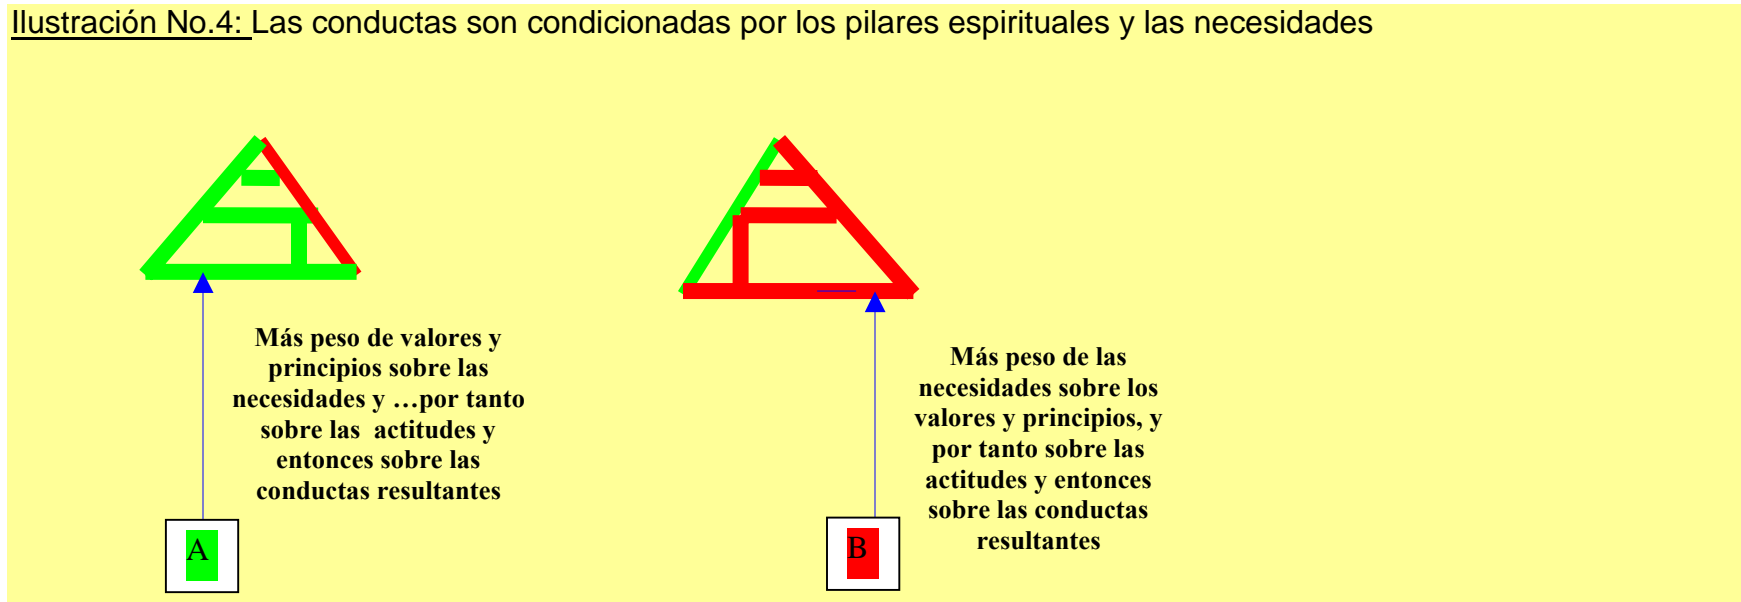 Ilustración No.4: Las conductas son condicionadas por los pilares espirituales y las necesidades
Más peso de valores y
principios sobre las
necesidades y …por tanto
sobre las  actitudes y
entonces sobre las
conductas resultantes
A
Más peso de las
necesidades sobre los
valores y principios, y
por tanto sobre las
actitudes y entonces
sobre las conductas
resultantes
B